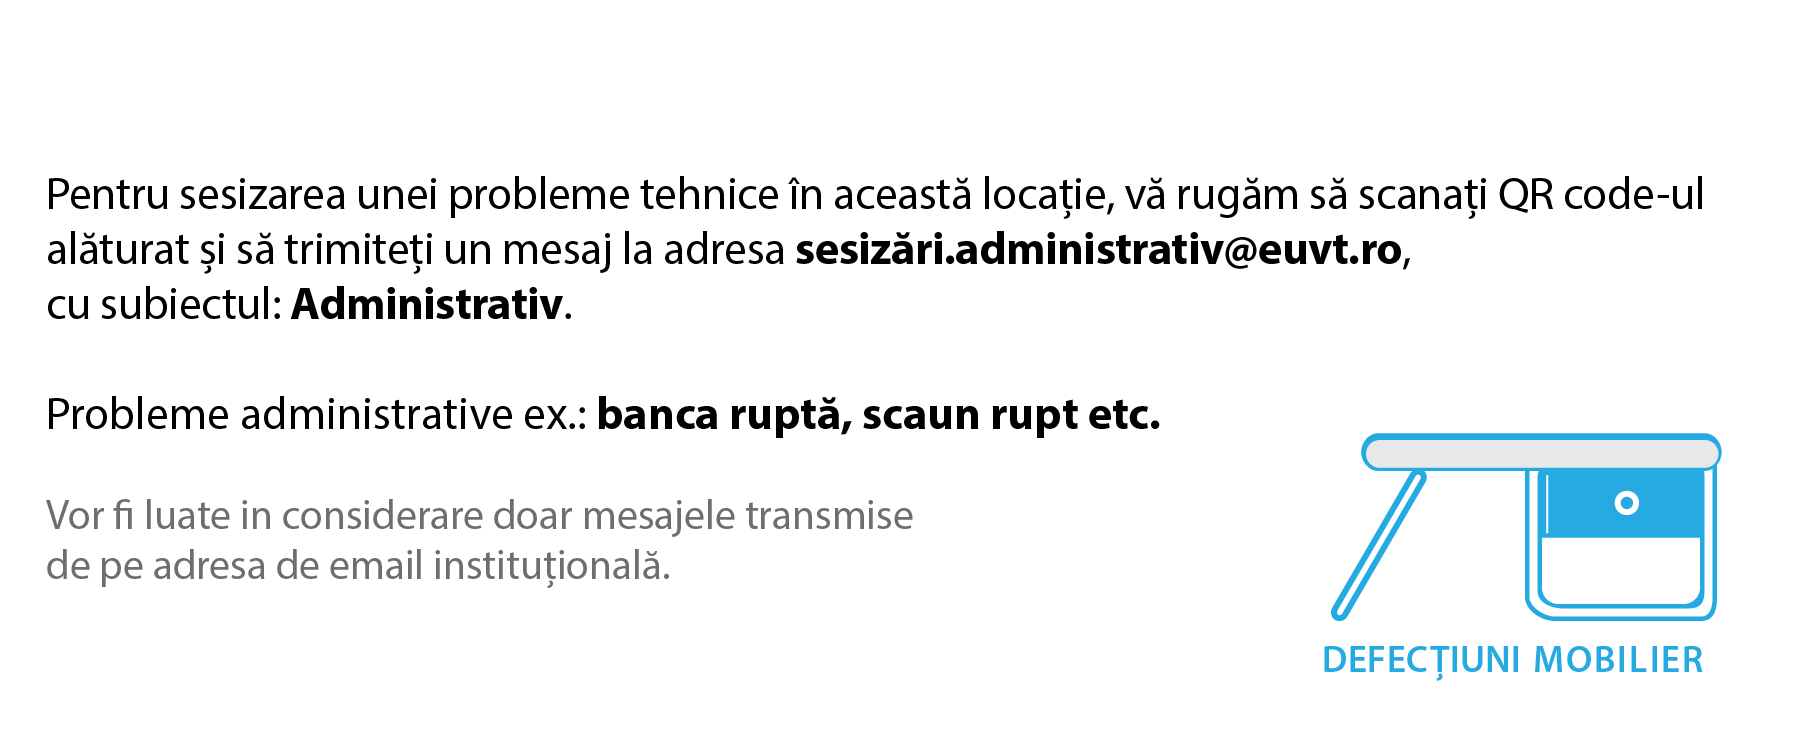 Pentru sesizarea unei probleme tehnice în această locație, vă rugăm să scanați QR code-ul
alăturat și să trimiteți un mesaj la adresa sesizări.administrativ@euvt.ro,
cu subiectul: Administrativ.
Probleme administrative ex.: banca ruptă, scaun rupt etc.
Vor fi luate in considerare doar mesajele transmise
de pe adresa de email instituțională.
DEFECȚIUNI MOBILIER